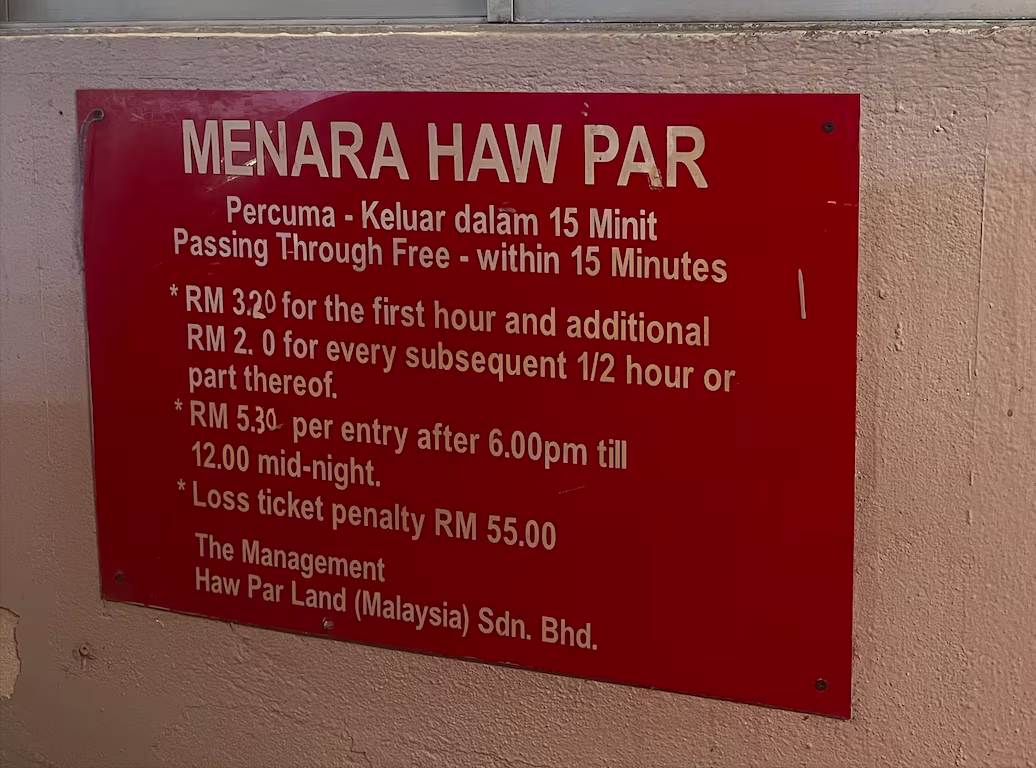 MENARA HAW PAR
Percuma - Keluar dalam 15 Minit
Passing Through Free - within 15 Minutes
* RM 3.20 for the first hour and additional
RM 2. 0 for every subsequent 1/2 hour or
part thereof.
* RM 5.30 per entry after 6.00pm till
12.00 mid-night.
* Loss ticket penalty RM 55.00
The Management
Haw Par Land (Malaysia) Sdn. Bhd.